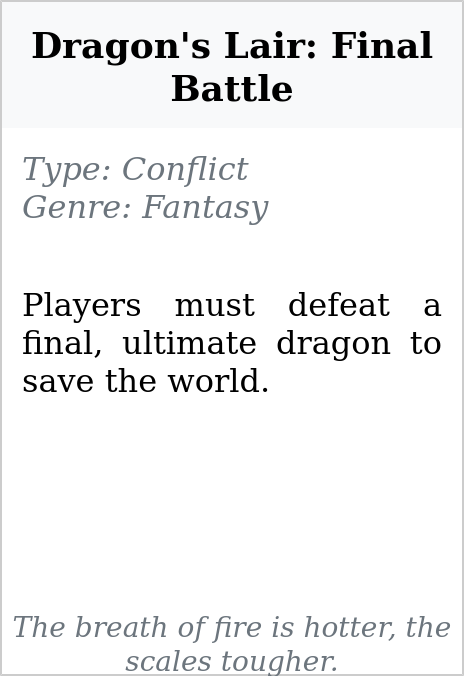 Dragon's Lair: Final
Battle
Type: Conflict
Genre: Fantasy
Players must defeat a
final, ultimate dragon to
save the world.
The breath of fire is hotter, the
scales tougher.